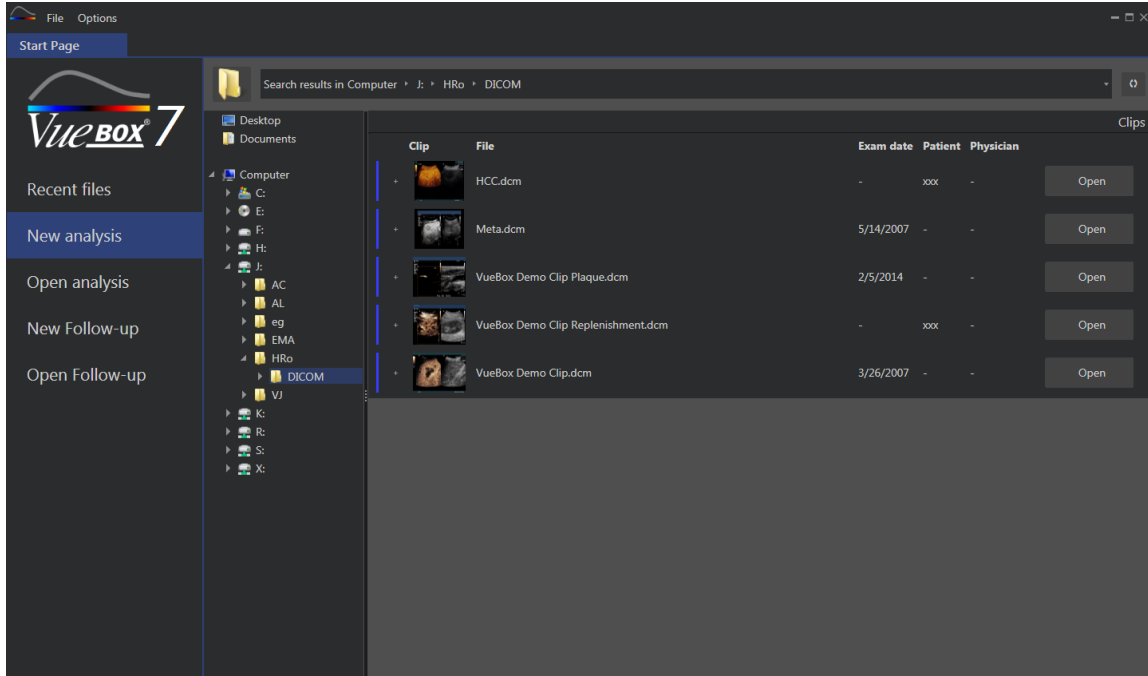 File Options
Start Page
VueBOX® 7
Recent files
New analysis
Open analysis
New Follow-up
Open Follow-up
Search results in Computer J: HRo DICOM
Desktop
Documents
Computer
C:
E:
F:
H:
J:
AC
AL
eg
EMA
HRo
DICOM
VJ
K:
R:
S:
X:
Clips
Clip File Exam date Patient Physician
+ HCC.dcm - xxx - Open
+ Meta.dcm 5/14/2007 - - Open
+ VueBox Demo Clip Plaque.dcm 2/5/2014 - - Open
+ VueBox Demo Clip Replenishment.dcm - xxx - Open
+ VueBox Demo Clip.dcm 3/26/2007 - - Open